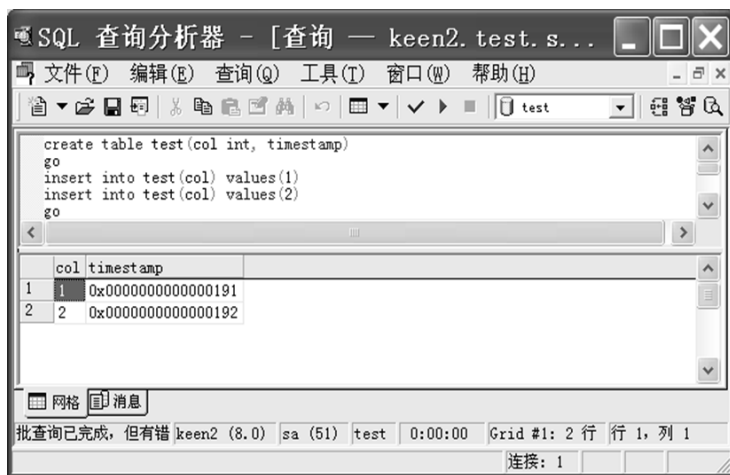 SQL 查询分析器 - [查询 — keen2.test.s...
文件(F) 编辑(E) 查询(Q) 工具(T) 窗口(W) 帮助(H)
test
create table test(col int, timestamp)
go
insert into test(col) values(1)
insert into test(col) values(2)
go
col timestamp
1 1 0x0000000000000191
2 2 0x0000000000000192
网格 消息
批查询已完成，但有错 keen2 (8.0) sa (51) test 0:00:00 Grid #1: 2 行 行 1, 列 1
连接: 1